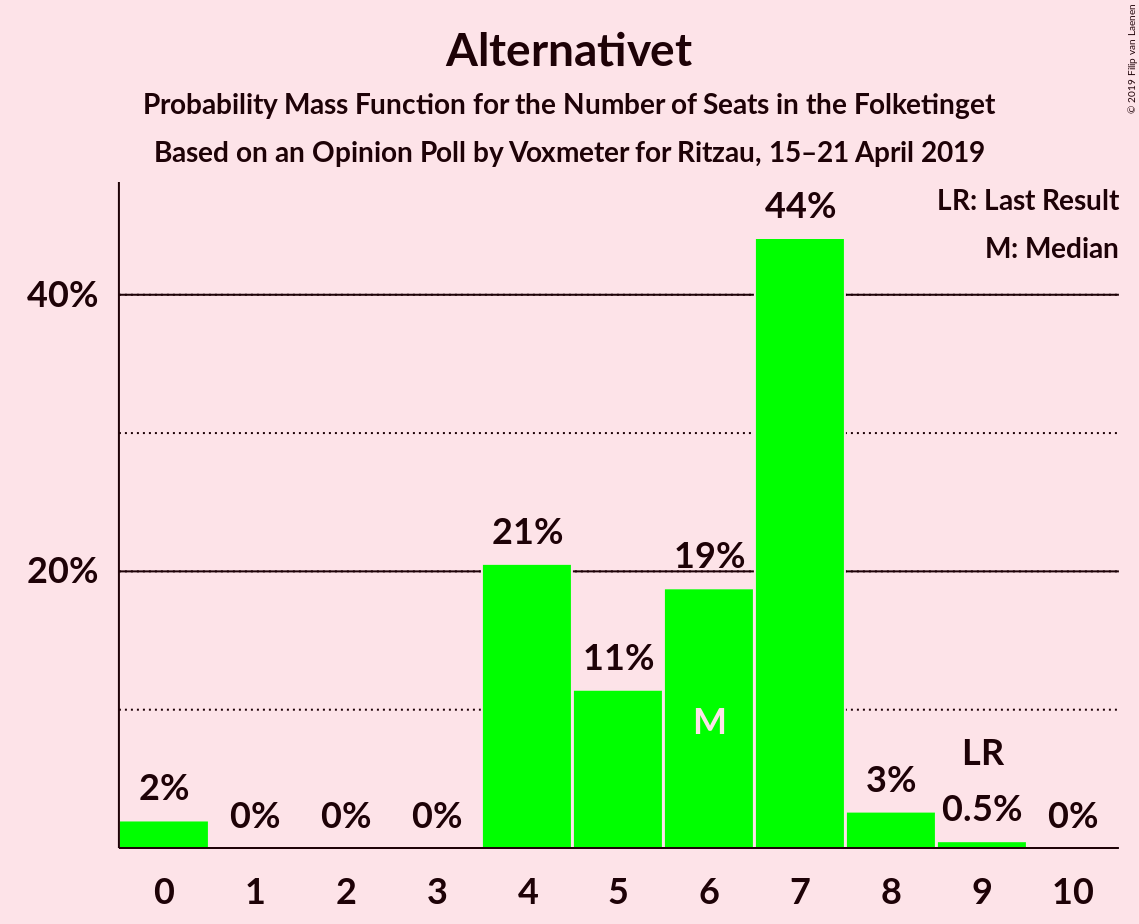 Alternativet
Probability Mass Function for the Number of Seats in the Folketinget
Based on an Opinion Poll by Voxmeter for Ritzau, 15–21 April 2019
© 2019 Filip van Laenen
LR: Last Result
M: Median
44%
40%
21%
19%
20%
11%
M
LR
2%
0%
0%
0%
3%
0.5%
0%
0 1 2 3 4 5 6 7 8 9 10